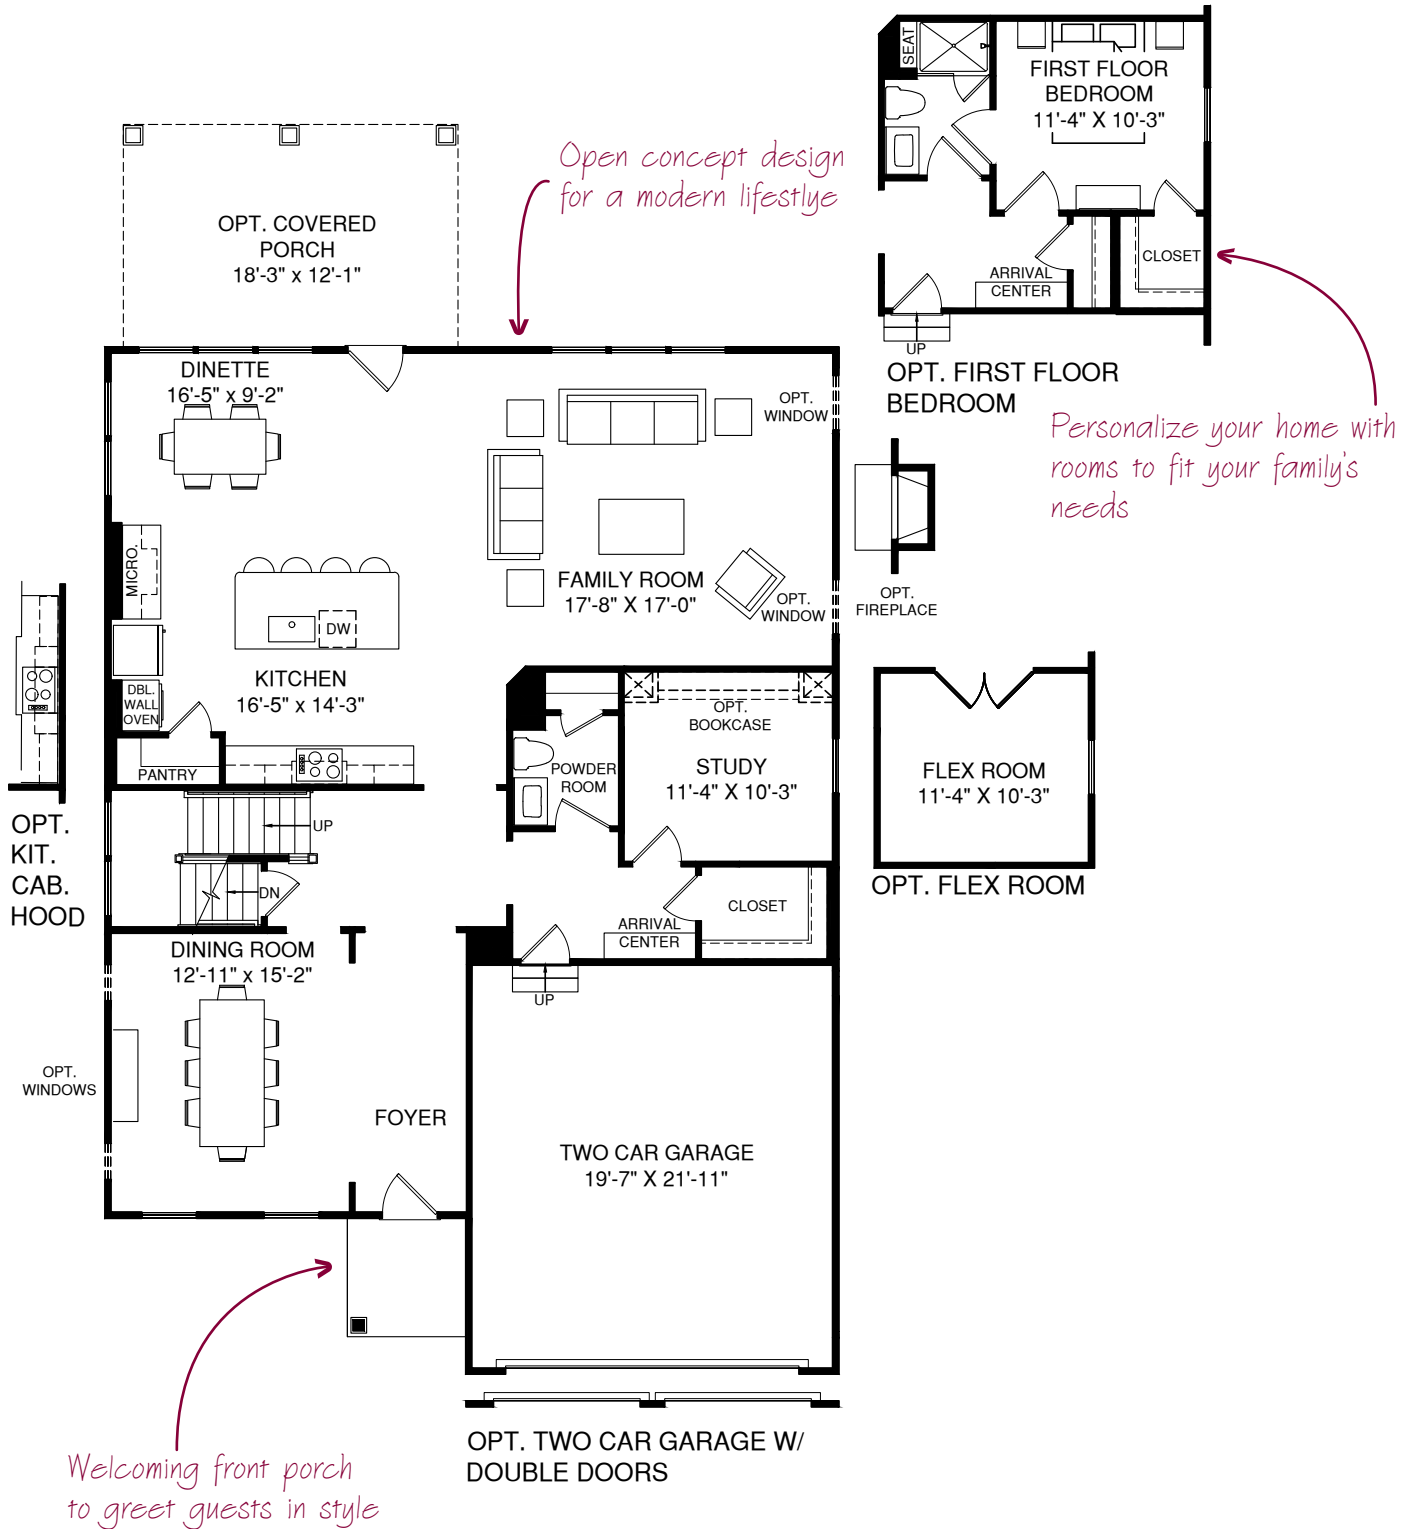 SEAT
FIRST FLOOR
BEDROOM
11'-4" X 10'-3"
CLOSET
ARRIVAL
CENTER
UP
OPT. FIRST FLOOR
BEDROOM
Open concept design
for a modern lifestlye
OPT. COVERED
PORCH
18'-3" x 12'-1"
Personalize your home with
rooms to fit your family's
needs
DINETTE
16'-5" x 9'-2"
OPT.
WINDOW
MICRO.
FAMILY ROOM
17'-8" X 17'-0"
OPT.
WINDOW
OPT.
FIREPLACE
DW
KITCHEN
16'-5" x 14'-3"
DBL.
WALL
OVEN
PANTRY
OPT.
KIT.
CAB.
HOOD
OPT.
BOOKCASE
STUDY
11'-4" X 10'-3"
POWDER
ROOM
FLEX ROOM
11'-4" X 10'-3"
OPT. FLEX ROOM
UP
DN
CLOSET
ARRIVAL
CENTER
UP
DINING ROOM
12'-11" x 15'-2"
OPT.
WINDOWS
FOYER
TWO CAR GARAGE
19'-7" X 21'-11"
OPT. TWO CAR GARAGE W/
DOUBLE DOORS
Welcoming front porch
to greet guests in style